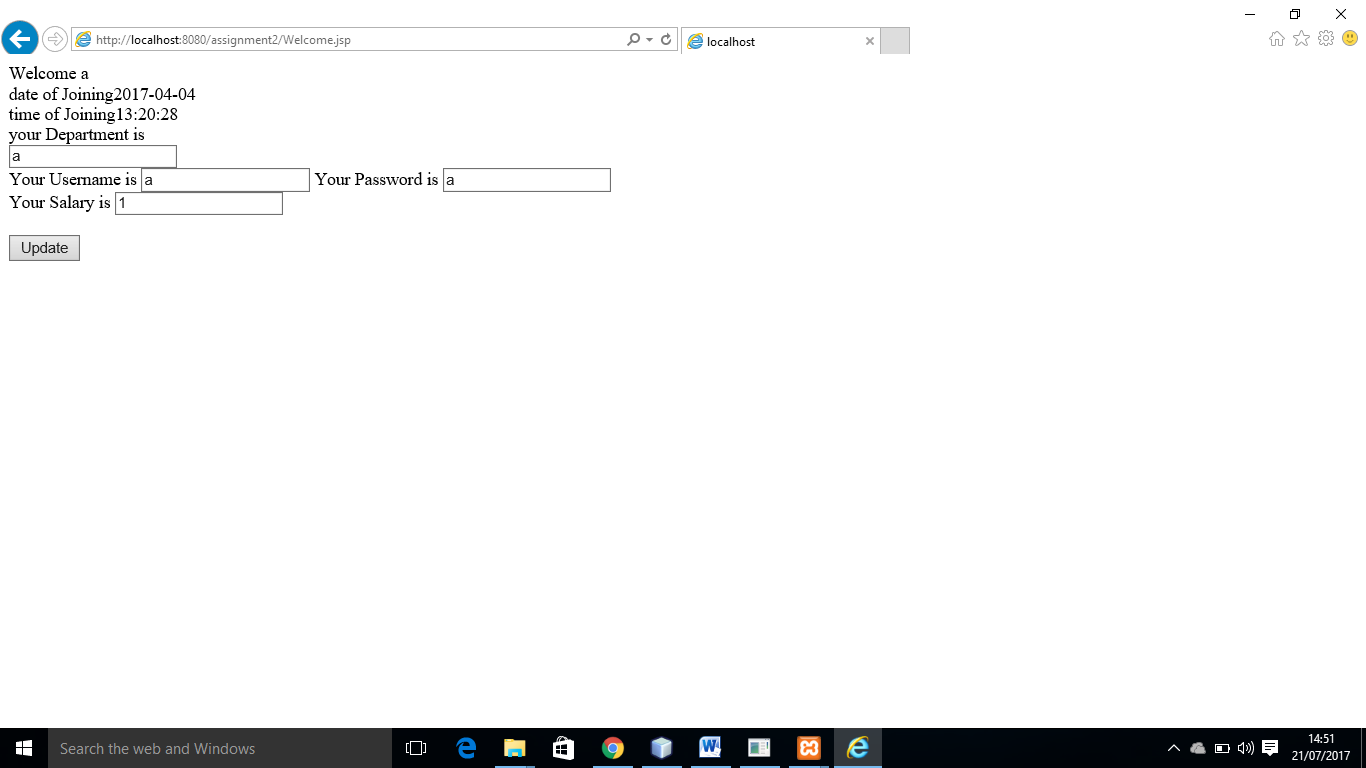 http://localhost:8080/assignment2/Welcome.jsp
localhost
Welcome a
date of Joining2017-04-04
time of Joining13:20:28
your Department is
a
Your Username is a Your Password is a
Your Salary is 1
Update
Search the web and Windows
14:51
21/07/2017